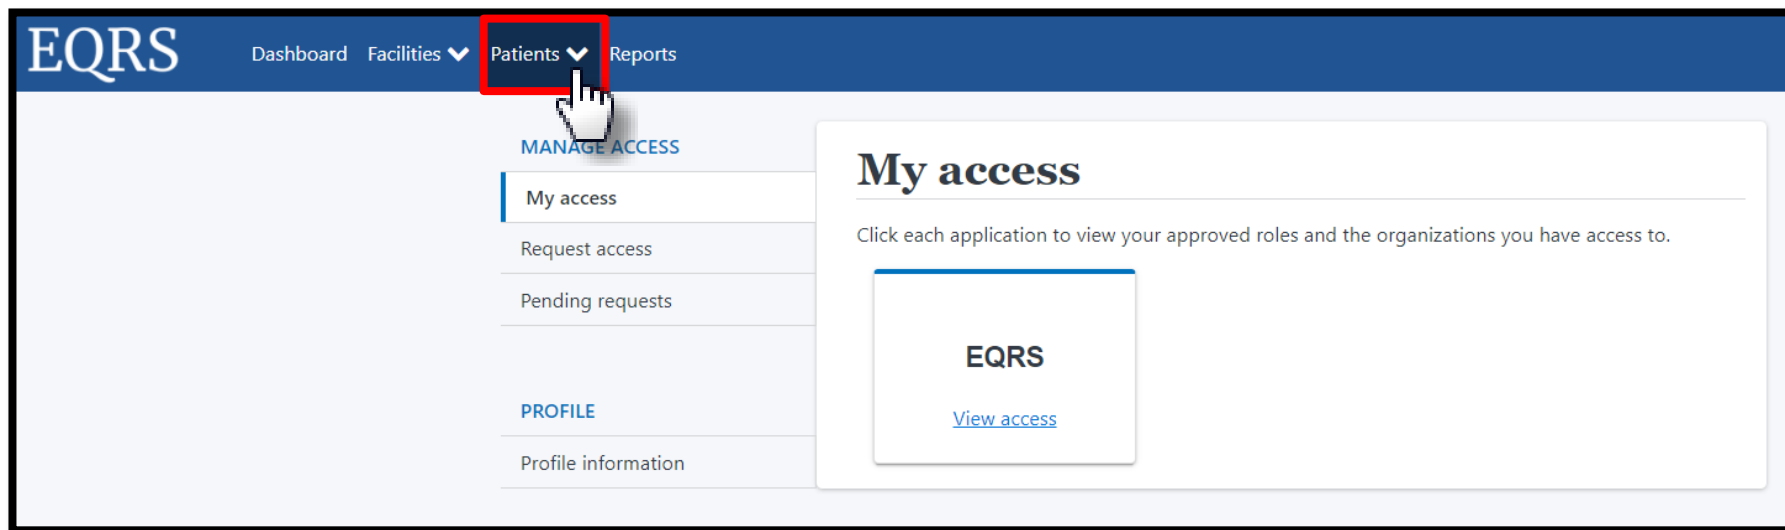 EQRS Dashboard Facilities Patients Reports
MANAGE ACCESS
My access
Request access
Pending requests
PROFILE
Profile information
My access
Click each application to view your approved roles and the organizations you have access to.
EQRS
View access